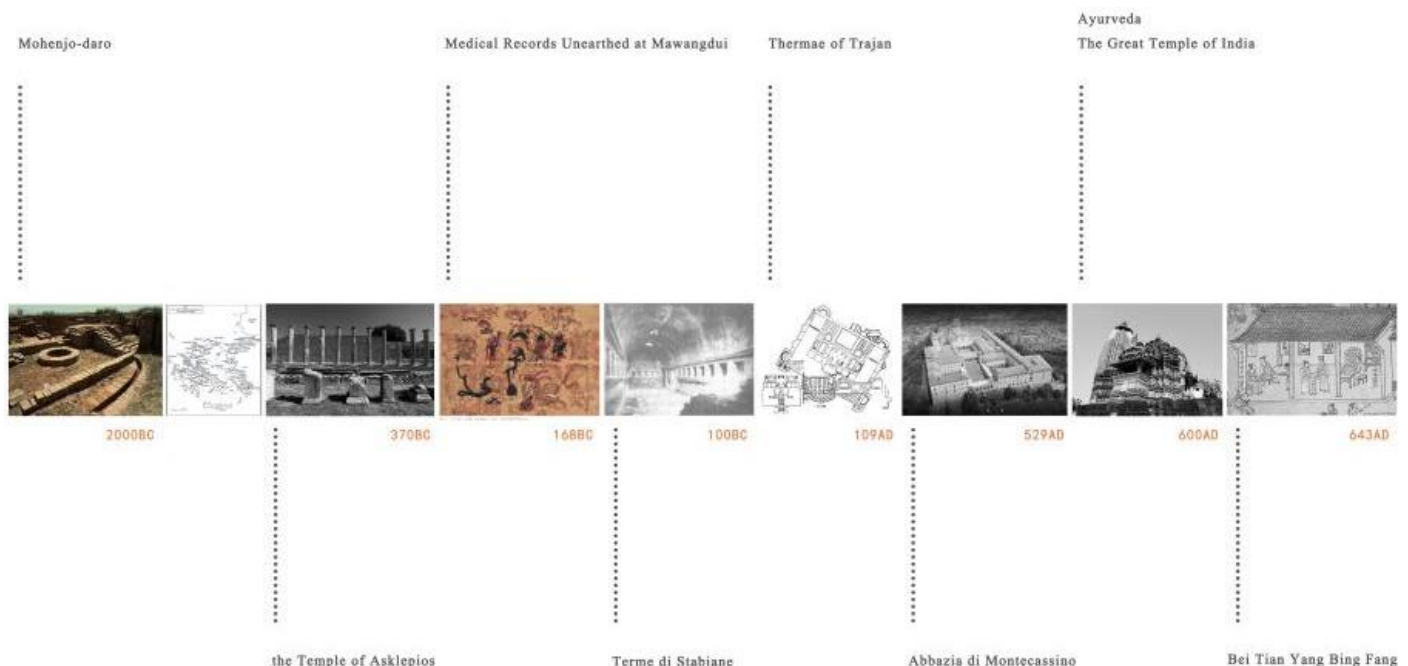 Ayurveda
Mohenjo-daro
Medical Records Unearthed at Mawangdui
Thermae of Trajan
The Great Temple of India
2000BC
370BC
168BC
100BC
109AD
529AD
600AD
643AD
the Temple of Asklepios
Terme di Stabiane
Abbazia di Montecassino
Bei Tian Yang Bing Fang